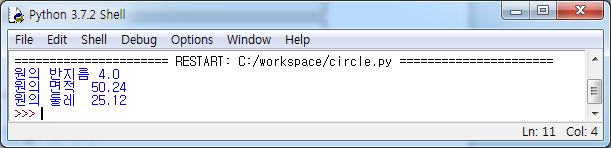 Python 3.7.2 Shell
File Edit Shell Debug Options Window Help
====================== RESTART: C:/workspace/circle.py ======================
원의 반지름 4.0
원의 면적  50.24
원의 둘레  25.12
>>>
Ln: 11 Col: 4